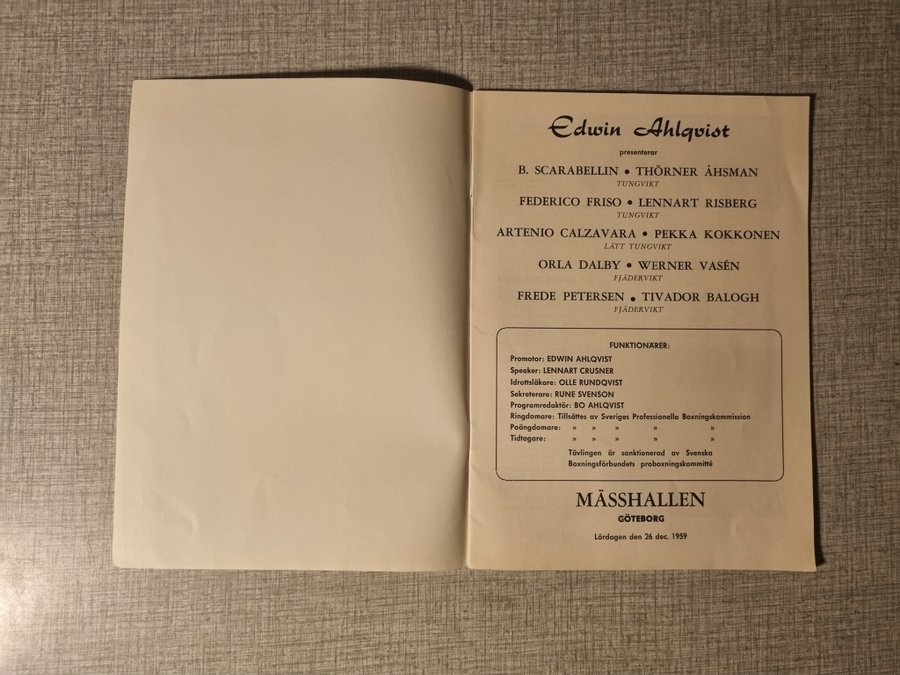 Edwin Ahlqvist
presenterar
B. SCARABELLIN • THÖRNER ÅHSMAN
TUNGVIKT
FEDERICO FRISO • LENNART RISBERG
TUNGVIKT
ARTENIO CALZAVARA • PEKKA KOKKONEN
LÄTT TUNGVIKT
ORLA DALBY • WERNER VASÉN
FJÄDERVIKT
FREDE PETERSEN • TIVADOR BALOGH
FJÄDERVIKT
FUNKTIONÄRER:
Promotor: EDWIN AHLQVIST
Speaker: LENNART CRUSNER
Idrottsläkare: OLLE RUNDQVIST
Sekreterare: RUNE SVENSON
Programredaktör: BO AHLQVIST
Ringdomare: Tillsättes av Sveriges Professionella Boxningskommission
Poängdomare: » » » » »
Tidtagare: » » » » »
Tävlingen är sanktionerad av Svenska
Boxningsförbundets proboxningskommitté
MÄSSHALLEN
GÖTEBORG
Lördagen den 26 dec. 1959